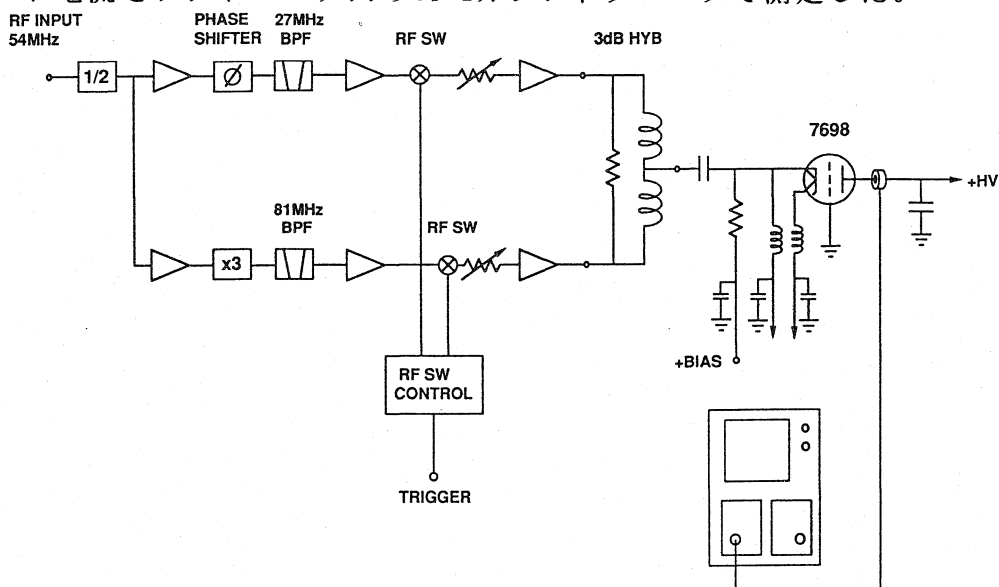 RF INPUT
54MHz
PHASE
SHIFTER
27MHz
BPF
RF SW
3dB HYB
1/2
Ø
7698
+HV
81MHz
BPF
RF SW
x3
+BIAS
RF SW
CONTROL
TRIGGER